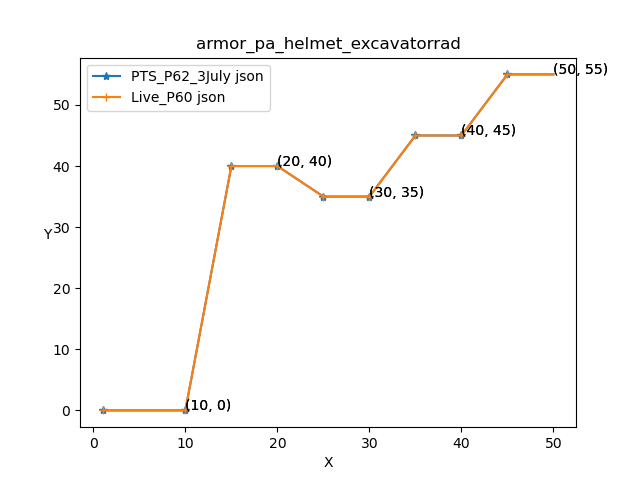 armor_pa_helmet_excavatorrad
PTS_P62_3July json
Live_P60 json
(50, 55)
(40, 45)
(20, 40)
(30, 35)
(10, 0)
Y
50
40
30
20
10
0
0 10 20 30 40 50
X